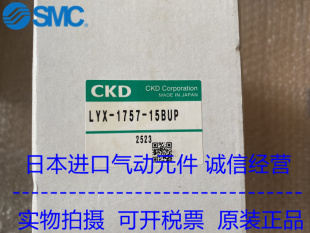 SMC
CKD
CKD Corporation
MADE IN JAPAN
LYX-1757-15BUP
2523
日本进口气动元件 诚信经营
实物拍摄 可开税票 原装正品